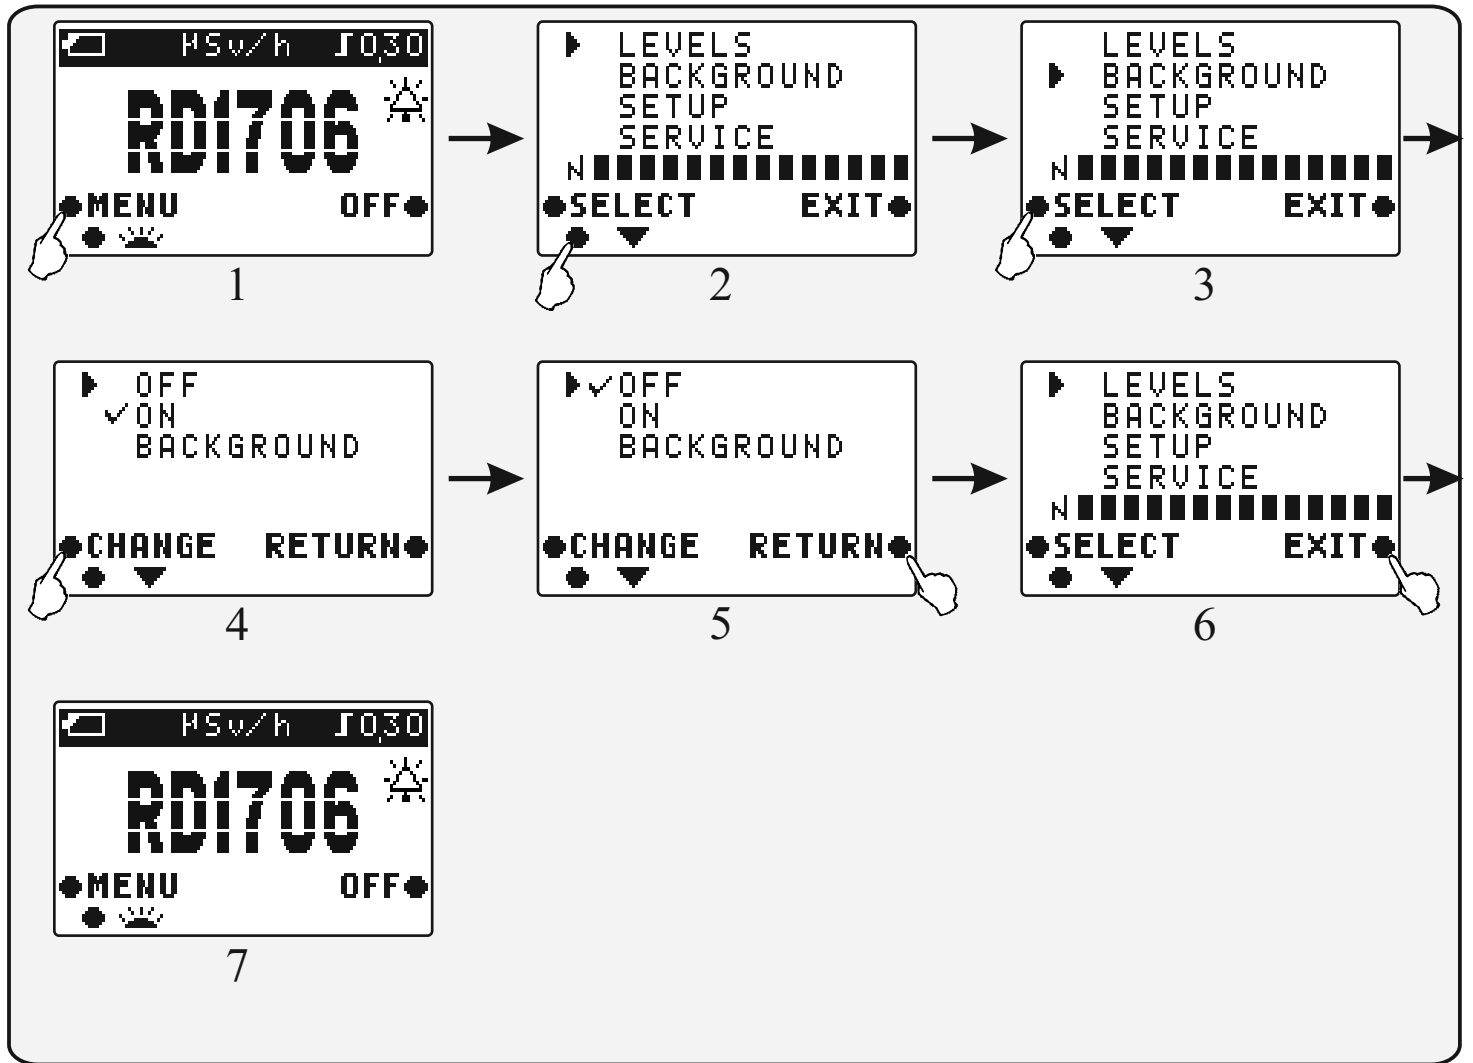 µSv/h 0,30
RD1706
MENU OFF
1
LEVELS
BACKGROUND
SETUP
SERVICE
N
SELECT EXIT
2
LEVELS
BACKGROUND
SETUP
SERVICE
N
SELECT EXIT
3
OFF
ON
BACKGROUND
CHANGE RETURN
4
OFF
ON
BACKGROUND
CHANGE RETURN
5
LEVELS
BACKGROUND
SETUP
SERVICE
N
SELECT EXIT
6
µSv/h 0,30
RD1706
MENU OFF
7